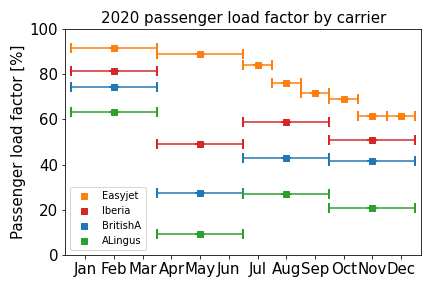 2020 passenger load factor by carrier
Passenger load factor [%]
100
80
60
40
20
0
Easyjet
Iberia
BritishA
ALingus
Jan Feb Mar Apr May Jun Jul Aug Sep Oct Nov Dec